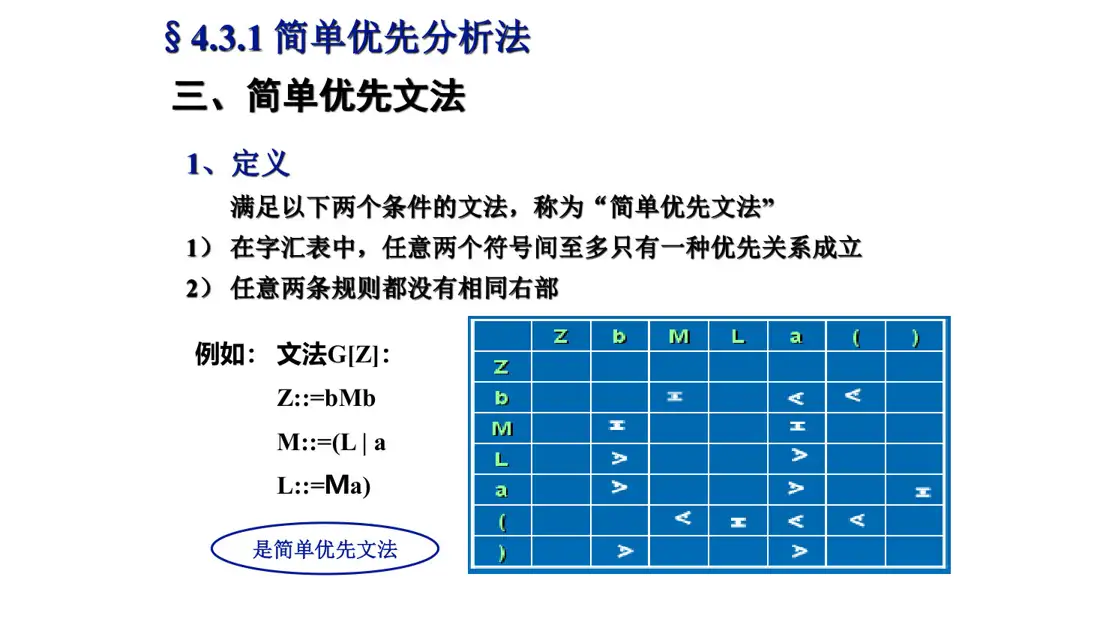 §4.3.1 简单优先分析法
三、简单优先文法
1、定义
满足以下两个条件的文法，称为“简单优先文法”
1） 在字汇表中，任意两个符号间至多只有一种优先关系成立
2） 任意两条规则都没有相同右部
例如： 文法G[Z]：
Z::=bMb
M::=(L | a
L::=Ma)
是简单优先文法
Z b M L a ( )
Z
b ≖ ⋖ ⋖
M ≖ ≖
L ⋗ ⋗
a ⋗ ⋗ ≖
( ⋖ ≖ ⋖ ⋖
) ⋗ ⋗